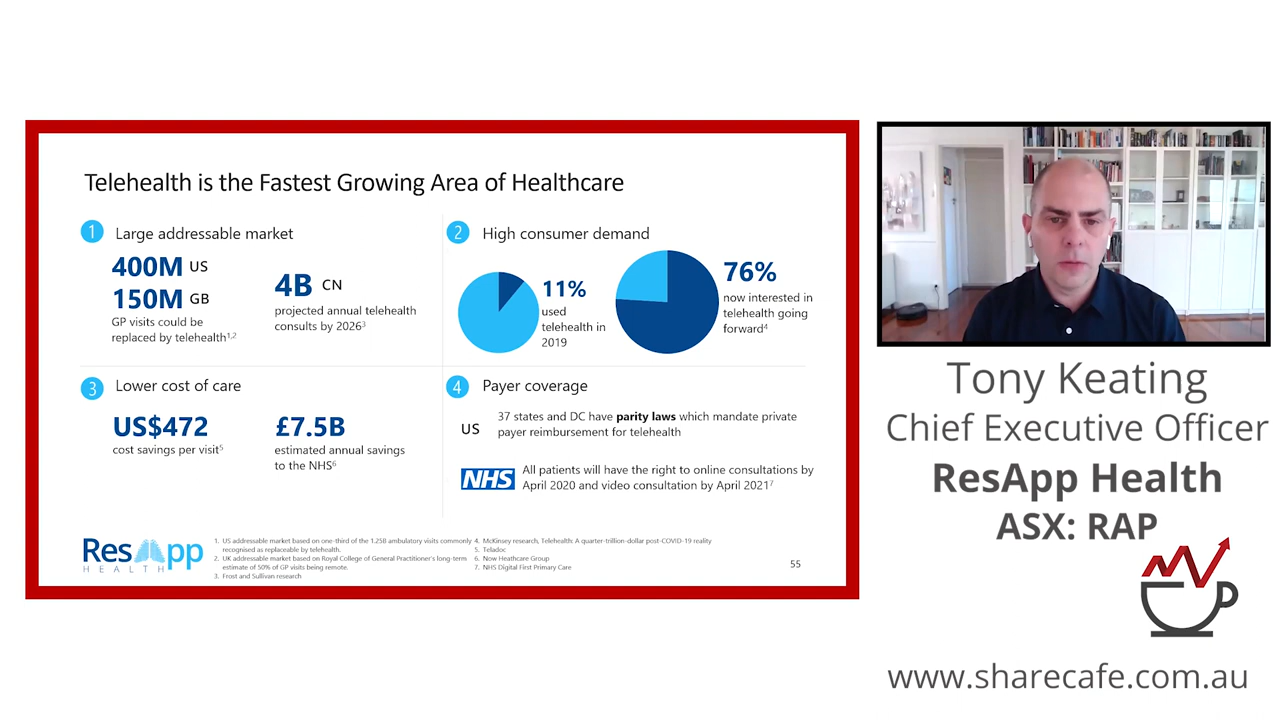 Telehealth is the Fastest Growing Area of Healthcare
1 Large addressable market
400M US
150M GB
GP visits could be
replaced by telehealth1,2
4B CN
projected annual telehealth
consults by 20263
2 High consumer demand
11%
used
telehealth in
2019
76%
now interested in
telehealth going
forward4
3 Lower cost of care
US$472
cost savings per visit5
£7.5B
estimated annual savings
to the NHS6
4 Payer coverage
US
37 states and DC have parity laws which mandate private
payer reimbursement for telehealth
NHS
All patients will have the right to online consultations by
April 2020 and video consultation by April 20217
ResApp
HEALTH
1. US addressable market based on one-third of the 1.25B ambulatory visits commonly
recognised as replaceable by telehealth.
2. UK addressable market based on Royal College of General Practitioner's long-term
estimate of 50% of GP visits being remote.
3. Frost and Sullivan research
4. McKinsey research, Telehealth: A quarter-trillion-dollar post-COVID-19 reality
5. Teladoc
6. Now Heathcare Group
7. NHS Digital First Primary Care
55
Tony Keating
Chief Executive Officer
ResApp Health
ASX: RAP
www.sharecafe.com.au